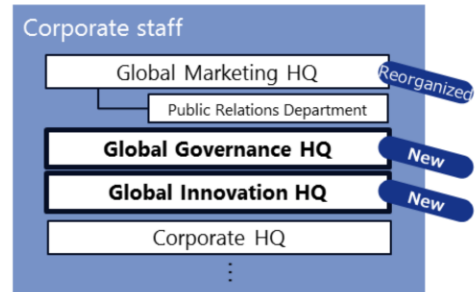 Corporate staff
Global Marketing HQ
Reorganized
Public Relations Department
Global Governance HQ
New
Global Innovation HQ
New
Corporate HQ
⋮